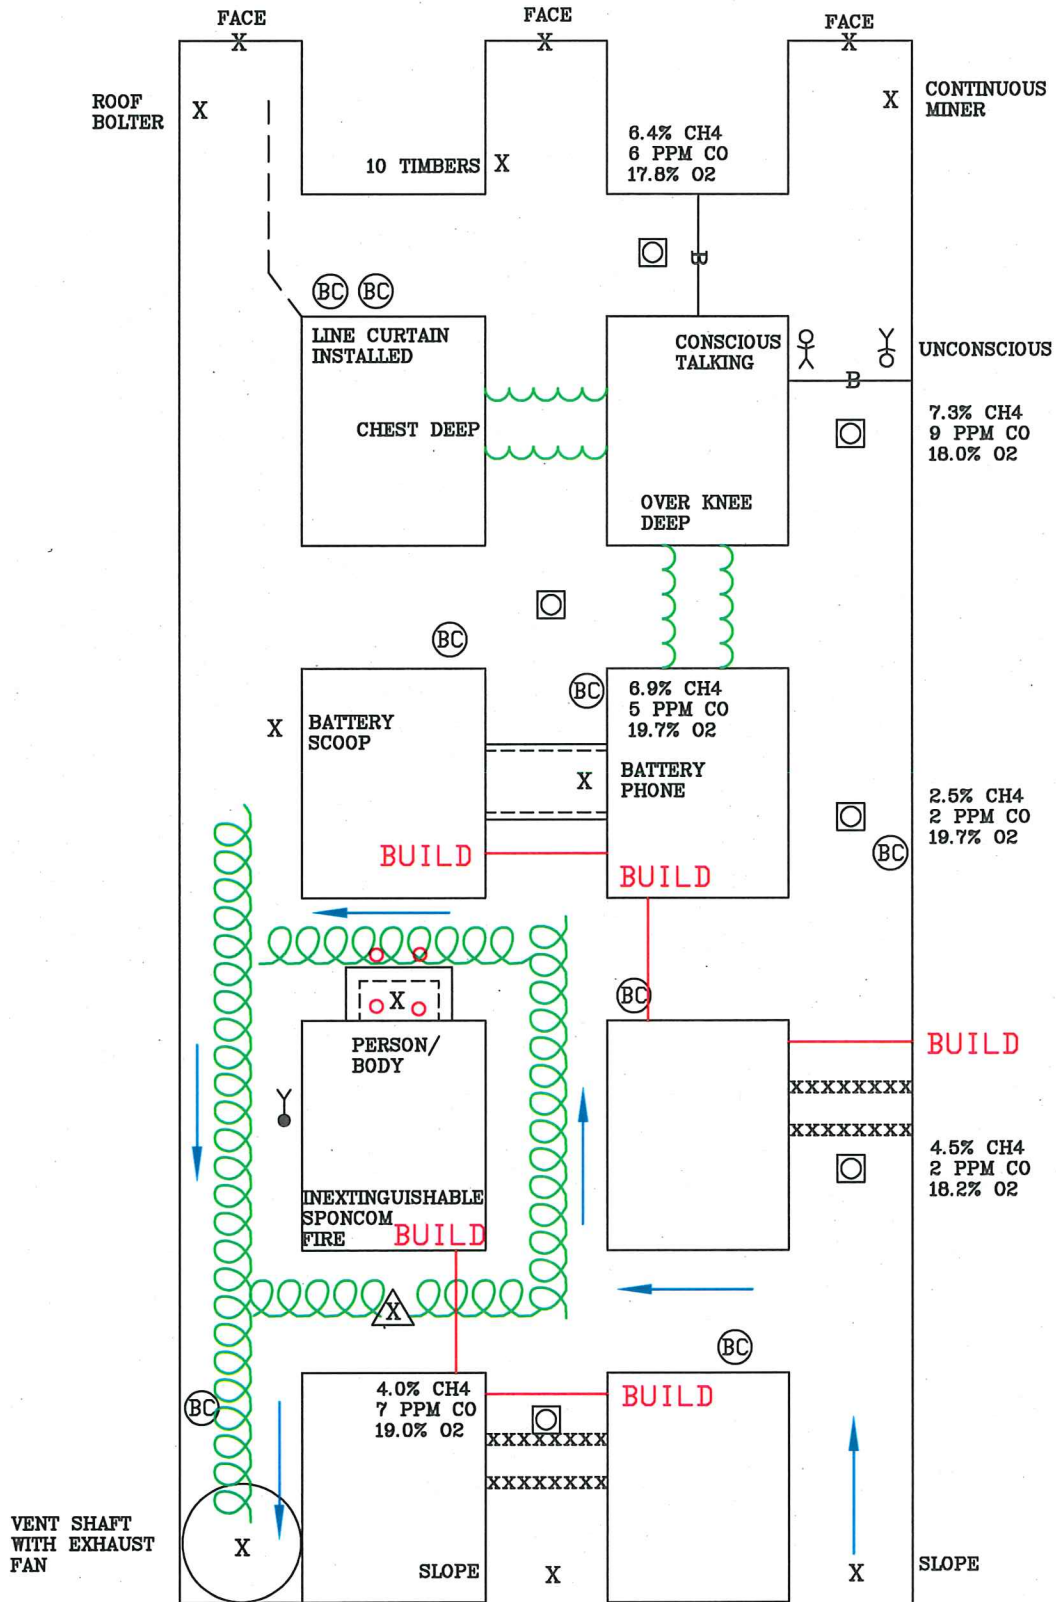 FACE
FACE
FACE
X
X
X
ROOF
BOLTER
X
CONTINUOUS
MINER
X
10 TIMBERS
X
6.4% CH4
6 PPM CO
17.8% O2
B
BC
BC
LINE CURTAIN
INSTALLED
CONSCIOUS
TALKING
UNCONSCIOUS
B
CHEST DEEP
7.3% CH4
9 PPM CO
18.0% O2
OVER KNEE
DEEP
BC
BC
6.9% CH4
5 PPM CO
19.7% O2
X
BATTERY
SCOOP
X
BATTERY
PHONE
2.5% CH4
2 PPM CO
19.7% O2
BC
BUILD
BUILD
BC
X
PERSON/
BODY
BUILD
XXXXXXXX
XXXXXXXX
4.5% CH4
2 PPM CO
18.2% O2
INEXTINGUISHABLE
SPONCOM
FIRE
BUILD
X
BC
4.0% CH4
7 PPM CO
19.0% O2
BUILD
BC
XXXXXXXX
XXXXXXXX
VENT SHAFT
WITH EXHAUST
FAN
X
SLOPE
X
X
SLOPE